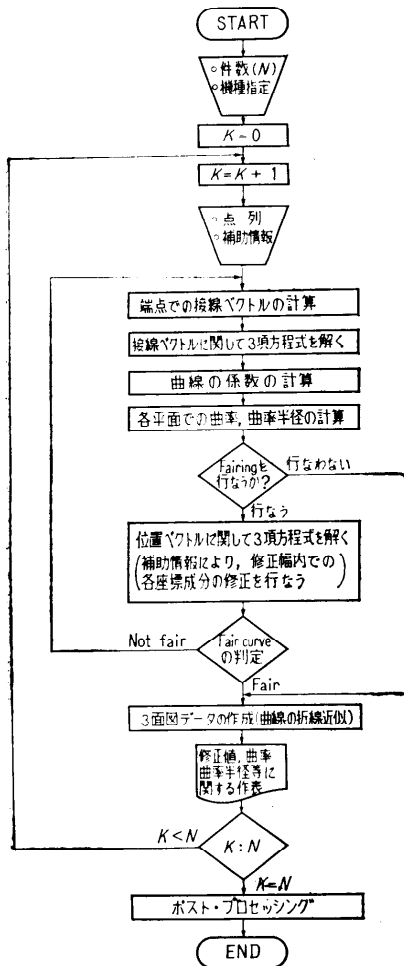 START
○件数(N)
○機種指定
K=0
K=K+1
○点列
○補助情報
端点での接線ベクトルの計算
接線ベクトルに関して3項方程式を解く
曲線の係数の計算
各平面での曲率,曲率半径の計算
Fairingを
行なうか?
行なわない
行なう
位置ベクトルに関して3項方程式を解く
(補助情報により,修正幅内での
各座標成分の修正を行なう)
Not fair
Fair curve
の判定
Fair
3面図データの作成(曲線の折線近似)
修正値,曲率
曲率半径等に
関する作表
K<N
K:N
K=N
ポスト・プロセッシング
END